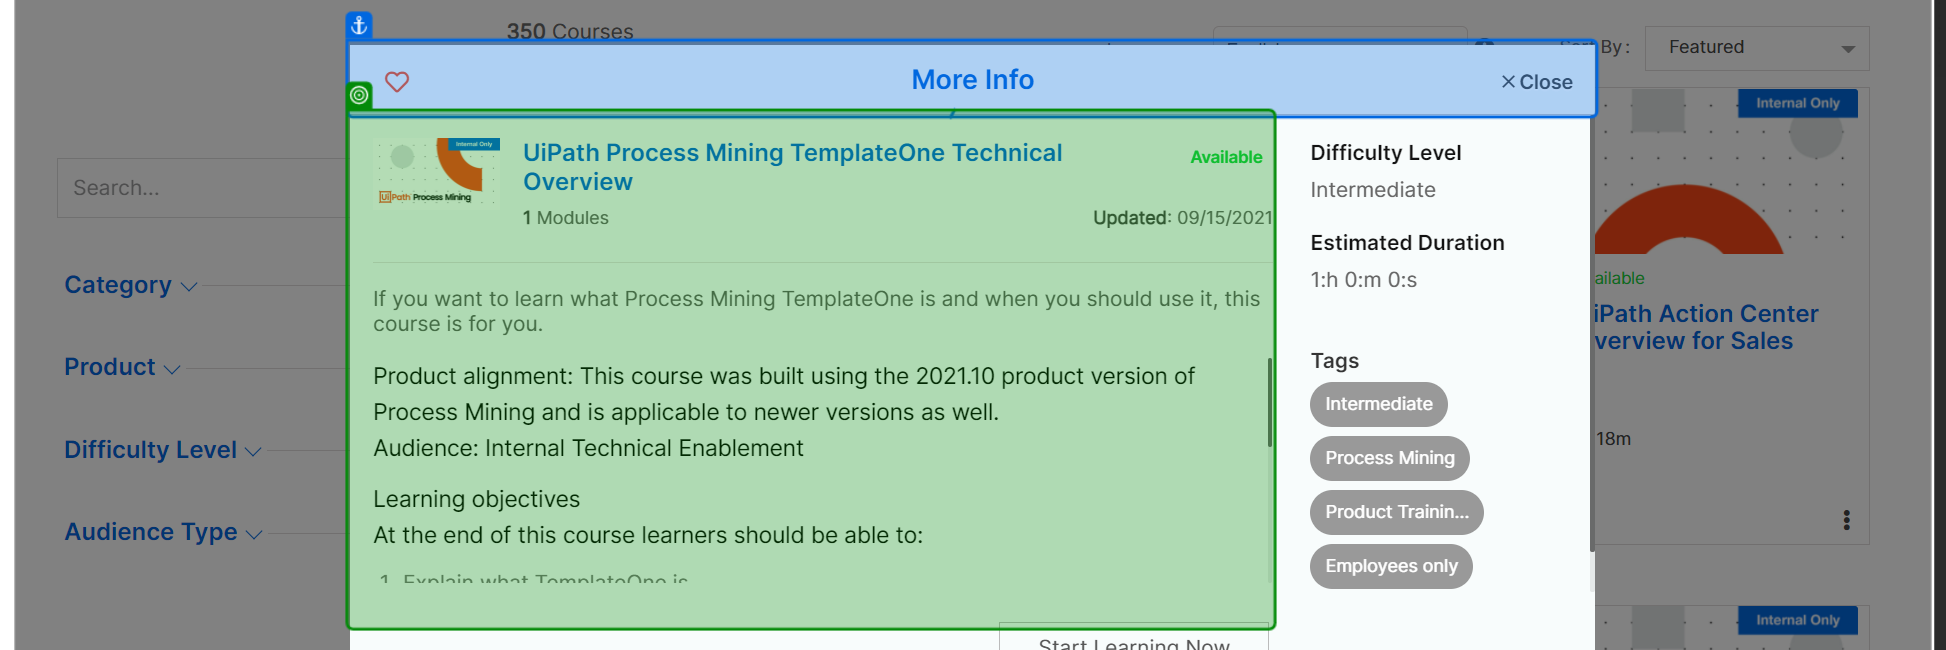 350 Courses
Sort By :
Featured
More Info
Close
Internal Only
Search...
Internal Only
UiPath Process Mining
UiPath Process Mining TemplateOne Technical
Overview
Available
1 Modules
Updated: 09/15/2021
Difficulty Level
Intermediate
Estimated Duration
1:h 0:m 0:s
Category
Product
Difficulty Level
Audience Type
If you want to learn what Process Mining TemplateOne is and when you should use it, this
course is for you.
Product alignment: This course was built using the 2021.10 product version of
Process Mining and is applicable to newer versions as well.
Audience: Internal Technical Enablement
Learning objectives
At the end of this course learners should be able to:
1. Explain what TemplateOne is
Tags
Intermediate
Process Mining
Product Trainin...
Employees only
ailable
iPath Action Center
verview for Sales
18m
Internal Only
Start Learning Now